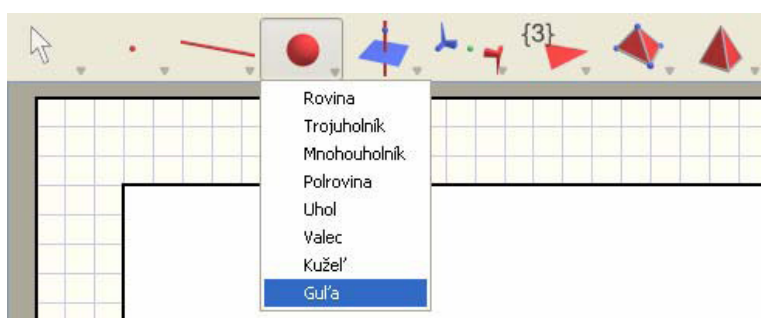 {3}
Rovina
Trojuholník
Mnohouholník
Polrovina
Uhol
Valec
Kužeľ
Guľa